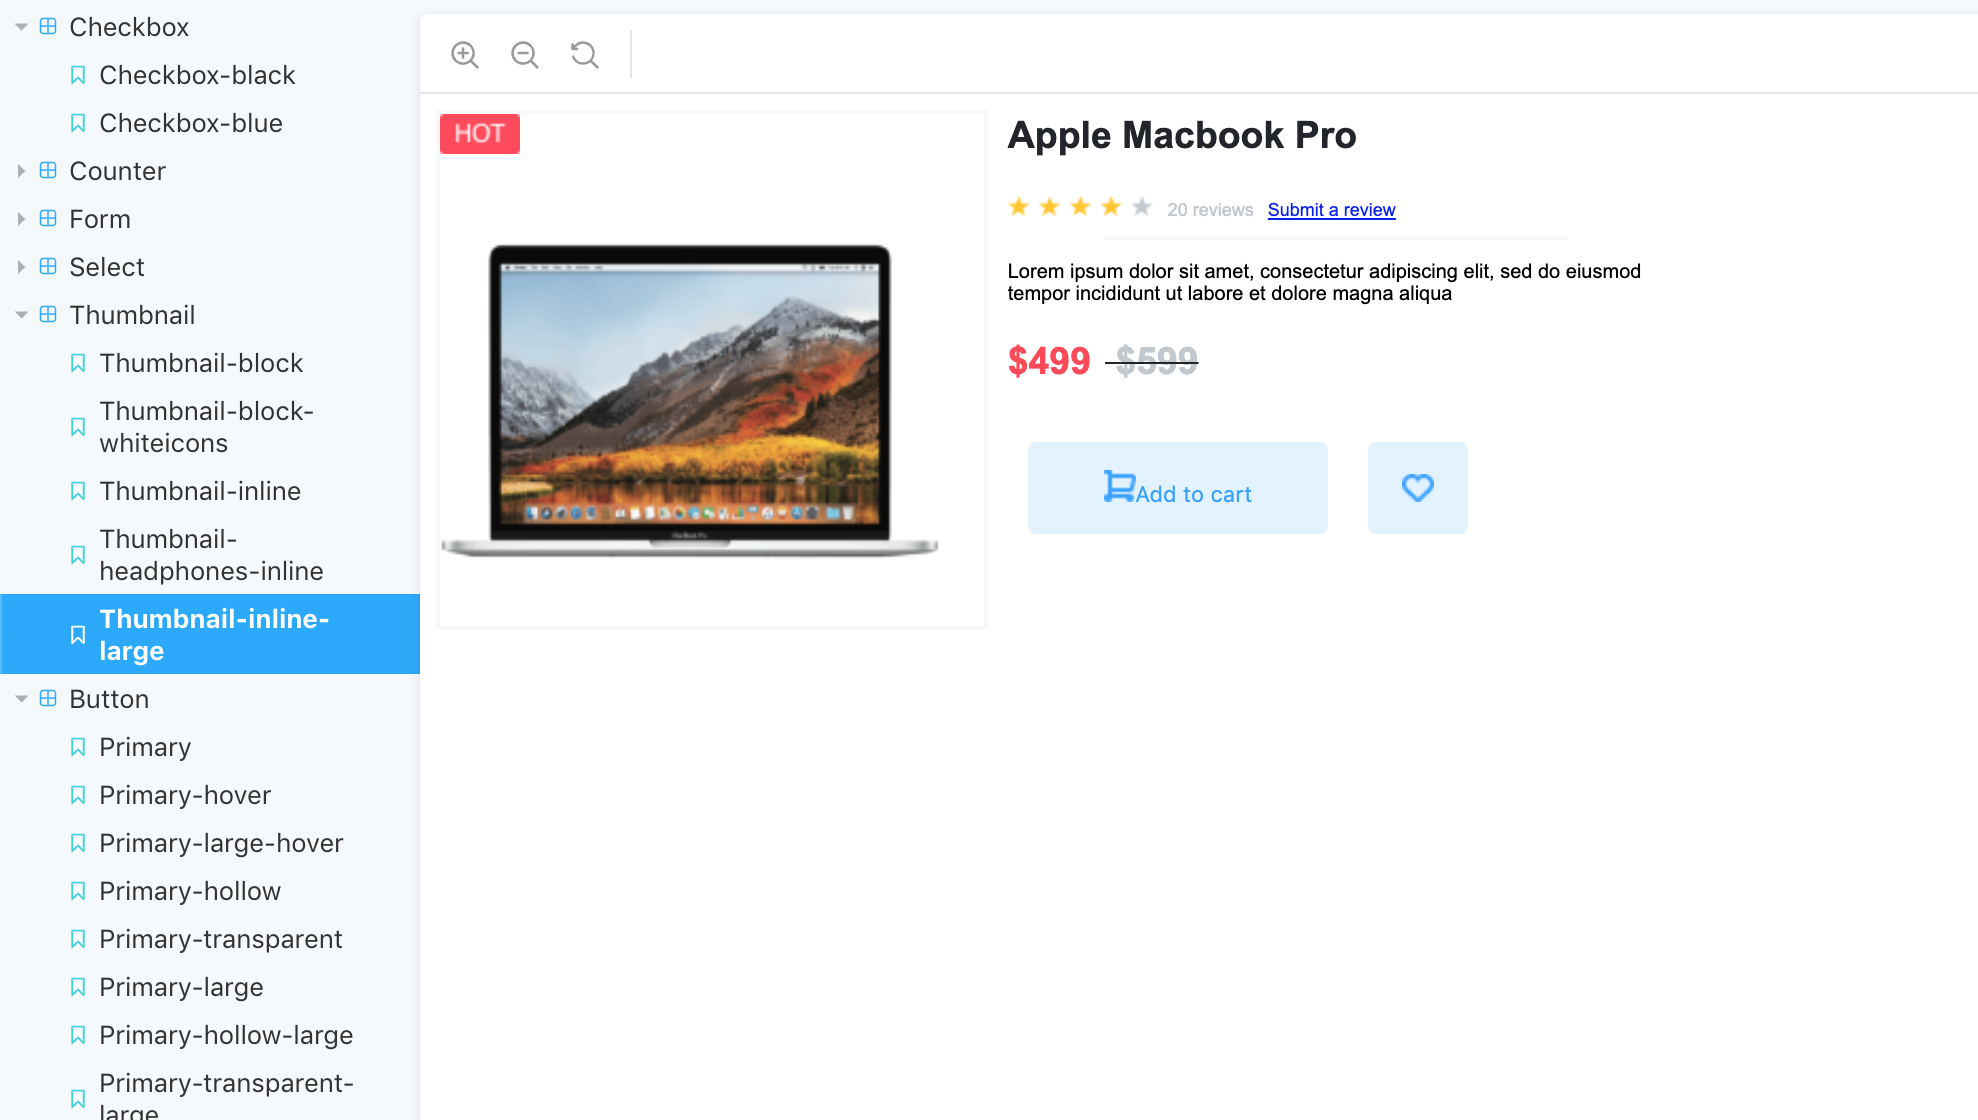 Checkbox
Checkbox-black
Checkbox-blue
Counter
Form
Select
Thumbnail
Thumbnail-block
Thumbnail-block-
whiteicons
Thumbnail-inline
Thumbnail-
headphones-inline
Thumbnail-inline-
large
Button
Primary
Primary-hover
Primary-large-hover
Primary-hollow
Primary-transparent
Primary-large
Primary-hollow-large
Primary-transparent-
large
HOT
MacBook Pro
Apple Macbook Pro
20 reviews Submit a review
Lorem ipsum dolor sit amet, consectetur adipiscing elit, sed do eiusmod
tempor incididunt ut labore et dolore magna aliqua
$499 $599
Add to cart